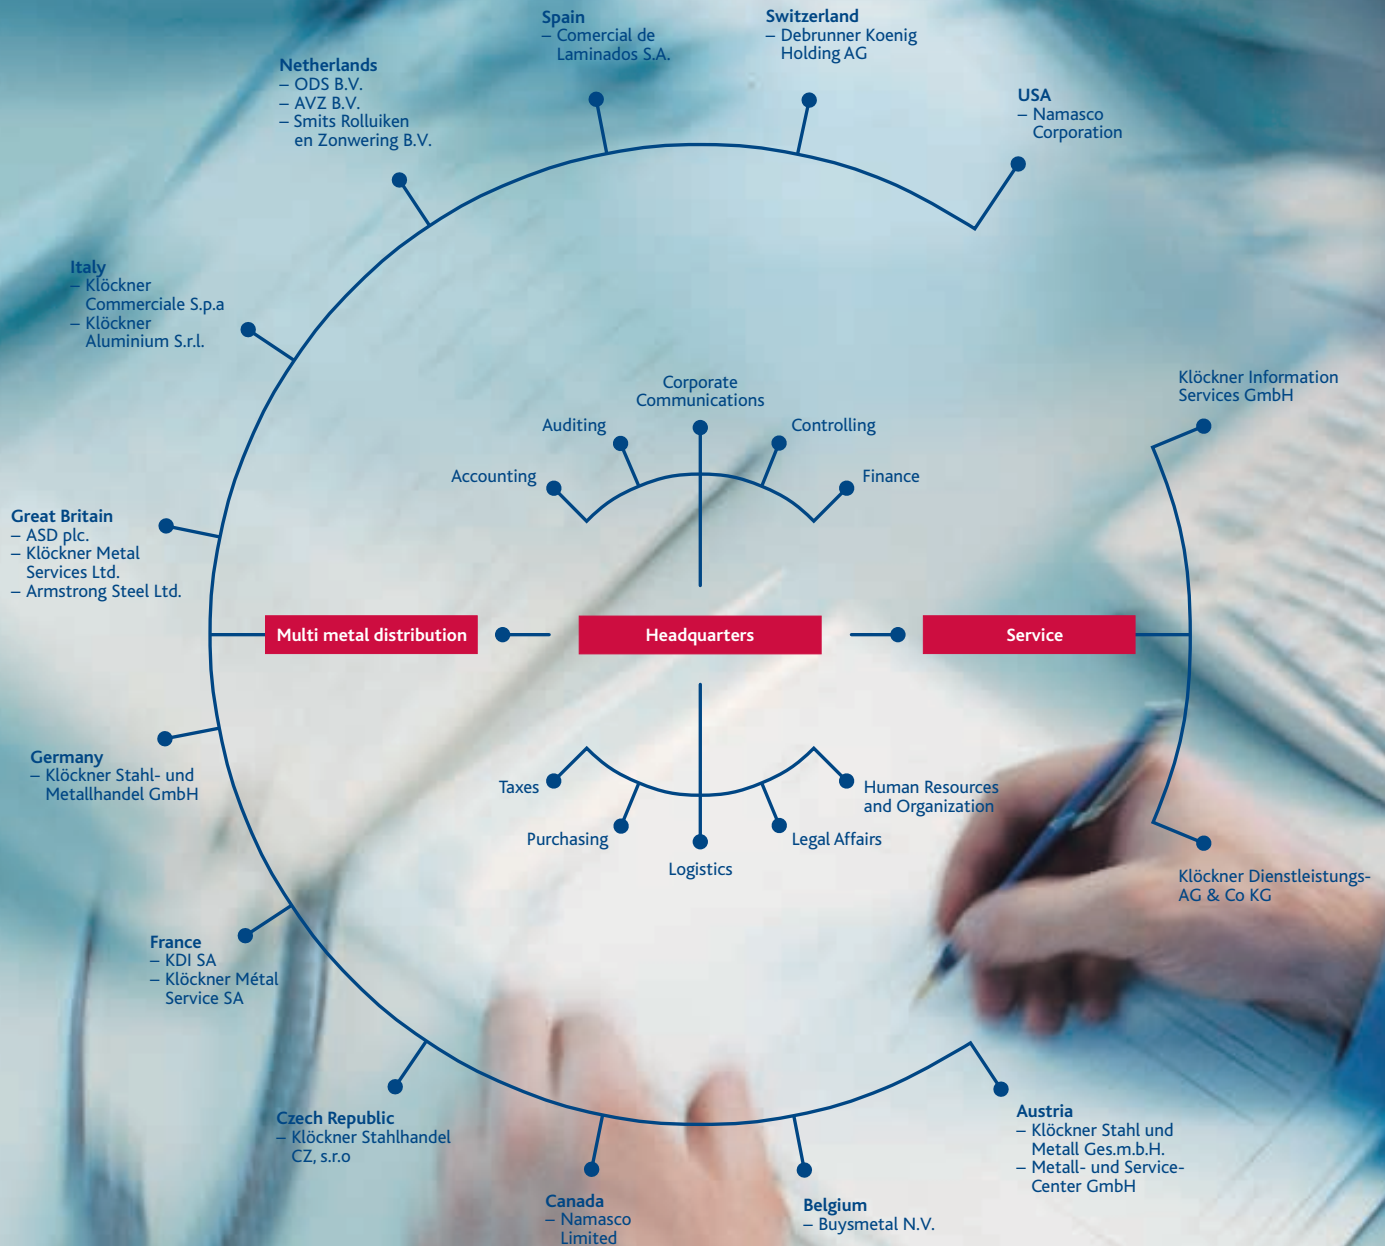 Spain
– Comercial de
Laminados S.A.
Switzerland
– Debrunner Koenig
Holding AG
Netherlands
– ODS B.V.
– AVZ B.V.
– Smits Rolluiken
en Zonwering B.V.
USA
– Namasco
Corporation
Italy
– Klöckner
Commerciale S.p.a
– Klöckner
Aluminium S.r.l.
Klöckner Information
Services GmbH
Corporate
Communications
Auditing
Controlling
Accounting
Finance
Great Britain
– ASD plc.
– Klöckner Metal
Services Ltd.
– Armstrong Steel Ltd.
Multi metal distribution
Headquarters
Service
Germany
– Klöckner Stahl- und
Metallhandel GmbH
Taxes
Human Resources
and Organization
Purchasing
Legal Affairs
Logistics
Klöckner Dienstleistungs-
AG & Co KG
France
– KDI SA
– Klöckner Métal
Service SA
Czech Republic
– Klöckner Stahlhandel
CZ, s.r.o
Austria
– Klöckner Stahl und
Metall Ges.m.b.H.
– Metall- und Service-
Center GmbH
Canada
– Namasco
Limited
Belgium
– Buysmetal N.V.